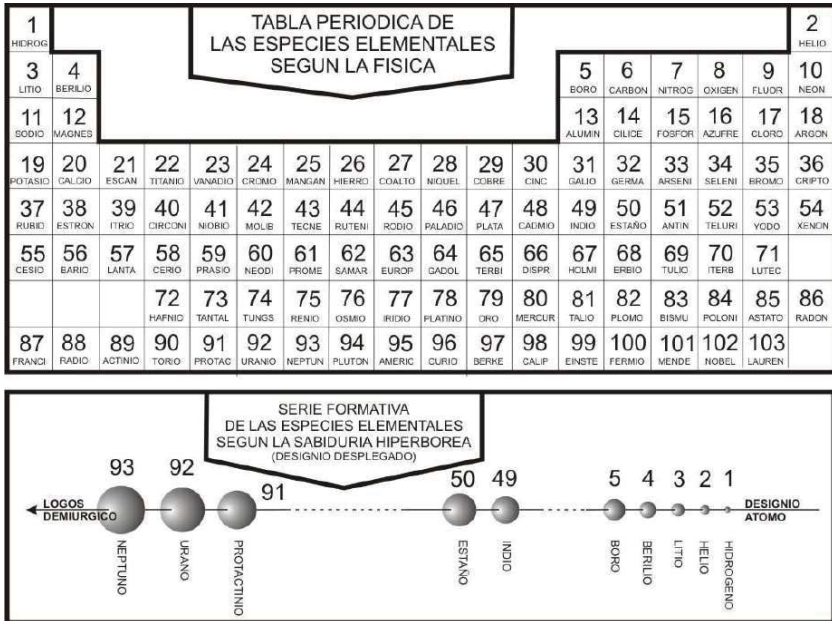 TABLA PERIODICA DE
LAS ESPECIES ELEMENTALES
SEGUN LA FISICA
1 2
HIDROG HELIO
3 4 5 6 7 8 9 10
LITIO BERILIO BORO CARBON NITROG OXIGEN FLUOR NEON
11 12 13 14 15 16 17 18
SODIO MAGNES ALUMIN CILICE FOSFOR AZUFRE CLORO ARGON
19 20 21 22 23 24 25 26 27 28 29 30 31 32 33 34 35 36
POTASIO CALCIO ESCAN TITANIO VANADIO CROMO MANGAN HIERRO COALTO NIQUEL COBRE CINC GALIO GERMA ARSENI SELENI BROMO CRIPTO
37 38 39 40 41 42 43 44 45 46 47 48 49 50 51 52 53 54
RUBID ESTRON ITRIO CIRCONI NIOBIO MOLIB TECNE RUTENI RODIO PALADIO PLATA CADMIO INDIO ESTAÑO ANTIN TELURI YODO XENON
55 56 57 58 59 60 61 62 63 64 65 66 67 68 69 70 71
CESIO BARIO LANTA CERIO PRASIO NEODI PROME SAMAR EUROP GADOL TERBI DISPR HOLMI ERBIO TULIO ITERB LUTEC
72 73 74 75 76 77 78 79 80 81 82 83 84 85 86
HAFNIO TANTAL TUNGS RENIO OSMIO IRIDIO PLATINO ORO MERCUR TALIO PLOMO BISMU POLONI ASTATO RADON
87 88 89 90 91 92 93 94 95 96 97 98 99 100 101 102 103
FRANCI RADIO ACTINIO TORIO PROTAC URANIO NEPTUN PLUTON AMERIC CURIO BERKE CALIP EINSTE FERMIO MENDE NOBEL LAUREN
SERIE FORMATIVA
DE LAS ESPECIES ELEMENTALES
SEGUN LA SABIDURIA HIPERBOREA
(DESIGNIO DESPLEGADO)
93 92 91 50 49 5 4 3 2 1
LOGOS
DEMIURGICO
DESIGNIO
ATOMO
NEPTUNO
URANO
PROTACTINIO
ESTAÑO
INDIO
BORO
BERILIO
LITIO
HELIO
HIDROGENO